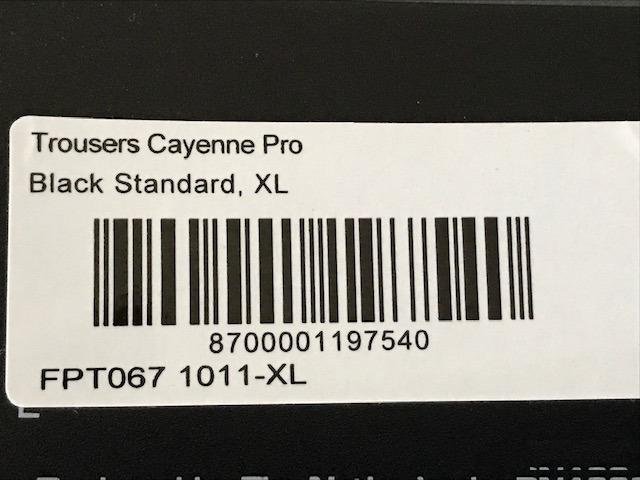 Trousers Cayenne Pro
Black Standard, XL
8700001197540
FPT067 1011-XL